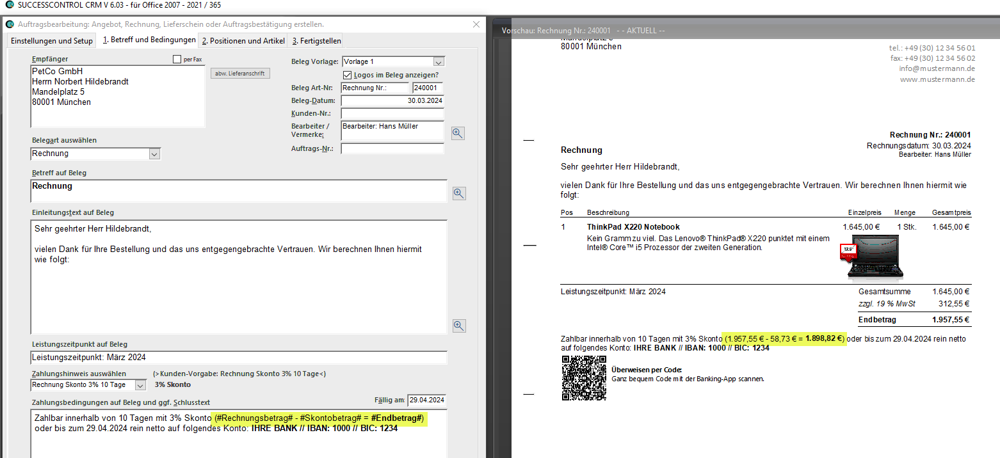 SUCCESSCONTROL CRM V 6.03 - für Office 2007 - 2021 / 365
Auftragsbearbeitung: Angebot, Rechnung, Lieferschein oder Auftragsbestätigung erstellen.
Einstellungen und Setup
1. Betreff und Bedingungen
2. Positionen und Artikel
3. Fertigstellen
Empfänger
per Fax
PetCo GmbH
Herrn Norbert Hildebrandt
Mandelplatz 5
80001 München
abw. Lieferanschrift
Beleg Vorlage: Vorlage 1
Logos im Beleg anzeigen?
Beleg Art-Nr: Rechnung Nr.: 240001
Beleg-Datum: 30.03.2024
Kunden-Nr.:
Bearbeiter / Vermerke: Bearbeiter: Hans Müller
Auftrags-Nr.:
Belegart auswählen
Rechnung
Betreff auf Beleg
Rechnung
Einleitungstext auf Beleg
Sehr geehrter Herr Hildebrandt,
vielen Dank für Ihre Bestellung und das uns entgegengebrachte Vertrauen. Wir berechnen Ihnen hiermit
wie folgt:
Leistungszeitpunkt auf Beleg
Leistungszeitpunkt: März 2024
Zahlungshinweis auswählen (>Kunden-Vorgabe: Rechnung Skonto 3% 10 Tage<)
Rechnung Skonto 3% 10 Tage 3% Skonto
Zahlungsbedingungen auf Beleg und ggf. Schlusstext Fällig am: 29.04.2024
Zahlbar innerhalb von 10 Tagen mit 3% Skonto (#Rechnungsbetrag# - #Skontobetrag# = #Endbetrag#)
oder bis zum 29.04.2024 rein netto auf folgendes Konto: IHRE BANK // IBAN: 1000 // BIC: 1234
Vorschau: Rechnung Nr.: 240001 - - AKTUELL --
Mandelplatz 5
80001 München
tel.: +49 (30) 12 34 56 01
fax: +49 (30) 12 34 56 02
info@mustermann.de
www.mustermann.de
Rechnung Nr.: 240001
Rechnungsdatum: 30.03.2024
Bearbeiter: Hans Müller
Rechnung
Sehr geehrter Herr Hildebrandt,
vielen Dank für Ihre Bestellung und das uns entgegengebrachte Vertrauen. Wir berechnen Ihnen hiermit wie
folgt:
Pos Beschreibung Einzelpreis Menge Gesamtpreis
1 ThinkPad X220 Notebook 1.645,00 € 1 Stk. 1.645,00 €
Kein Gramm zu viel. Das Lenovo® ThinkPad® X220 punktet mit einem
Intel® Core™ i5 Prozessor der zweiten Generation.
12.5"
Leistungszeitpunkt: März 2024 Gesamtsumme 1.645,00 €
zzgl. 19 % MwSt 312,55 €
Endbetrag 1.957,55 €
Zahlbar innerhalb von 10 Tagen mit 3% Skonto (1.957,55 € - 58,73 € = 1.898,82 €) oder bis zum 29.04.2024 rein netto
auf folgendes Konto: IHRE BANK // IBAN: 1000 // BIC: 1234
Überweisen per Code:
Ganz bequem Code mit der Banking-App scannen.